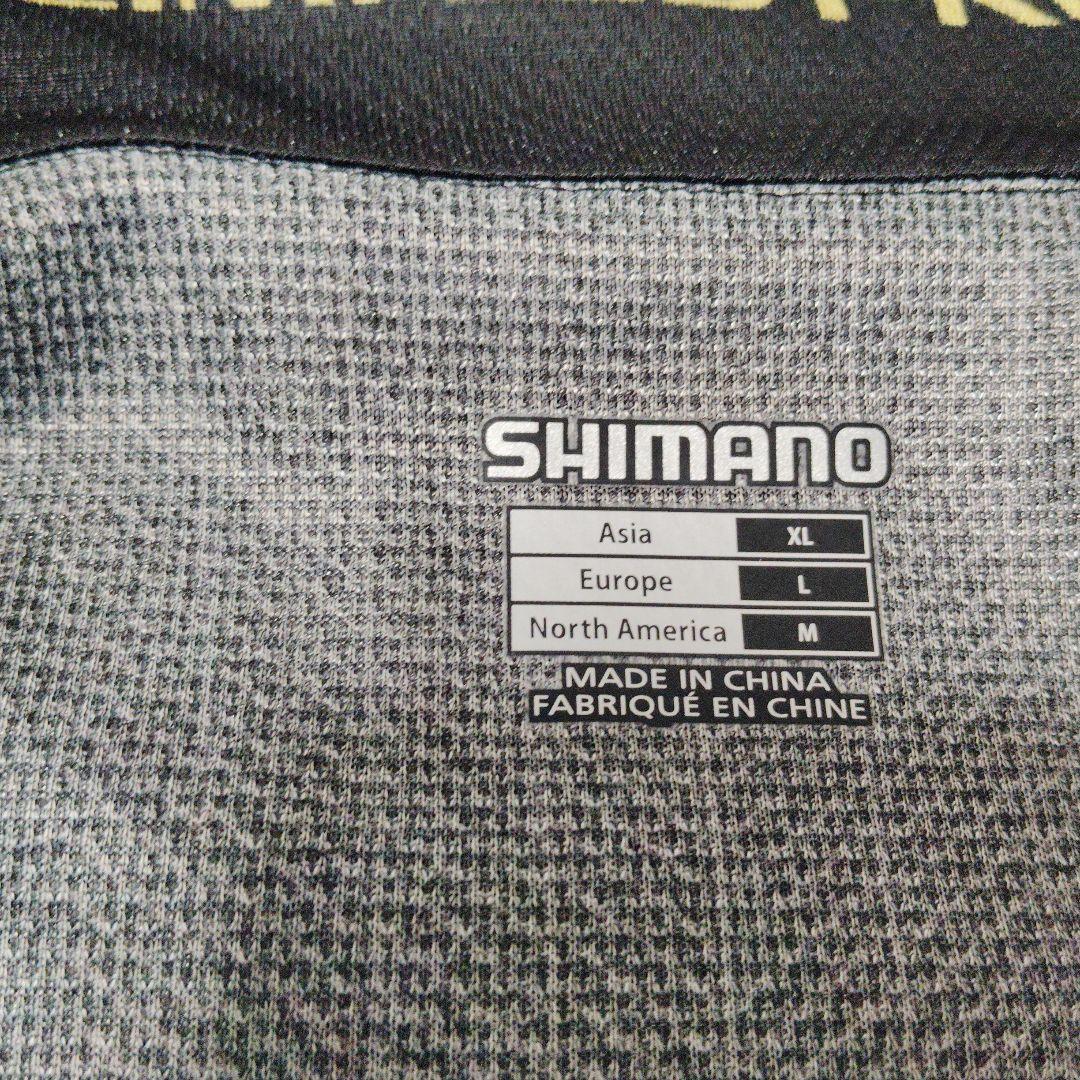 SHIMANO
Asia XL
Europe L
North America M
MADE IN CHINA
FABRIQUÉ EN CHINE